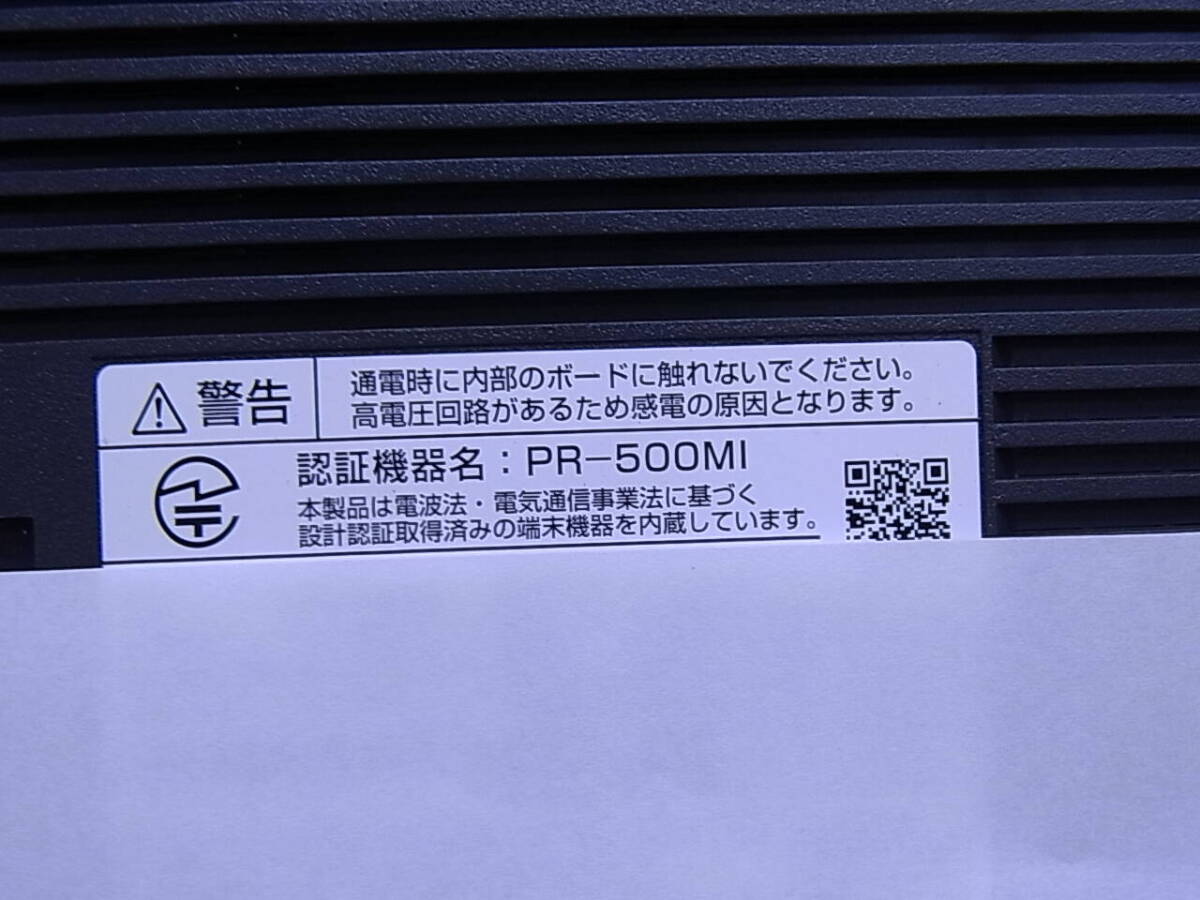 警告
通電時に内部のボードに触れないでください。
高電圧回路があるため感電の原因となります。
認証機器名：PR-500MI
本製品は電波法・電気通信事業法に基づく
設計認証取得済みの端末機器を内蔵しています。